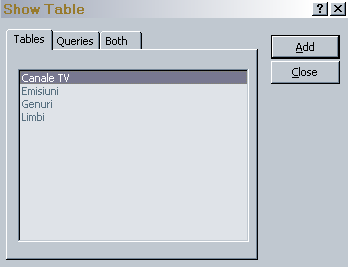 Show Table
Tables Queries Both
Add
Close
Canale TV
Emisiuni
Genuri
Limbi